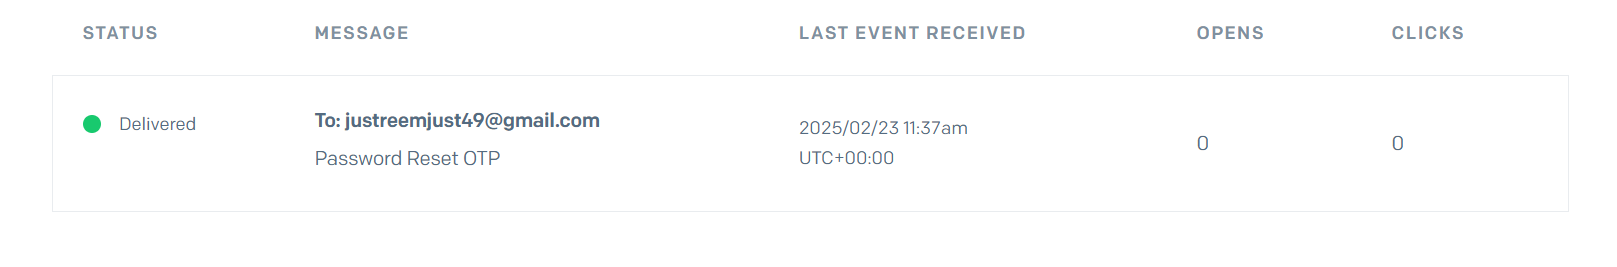 STATUS MESSAGE LAST EVENT RECEIVED OPENS CLICKS
Delivered
To: justreemjust49@gmail.com
Password Reset OTP
2025/02/23 11:37am
UTC+00:00
0
0